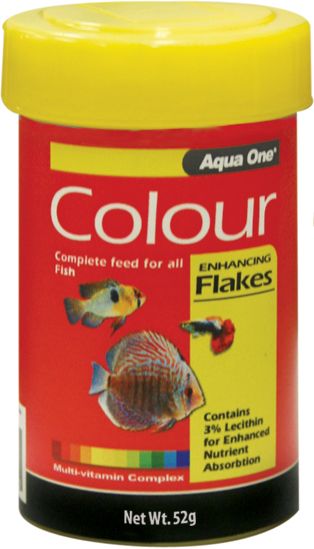 Aqua One
Colour
Complete feed for all
Fish
ENHANCING
Flakes
Contains
3% Lecithin
for Enhanced
Nutrient
Absorbtion
Multi-vitamin Complex
Net Wt. 52g